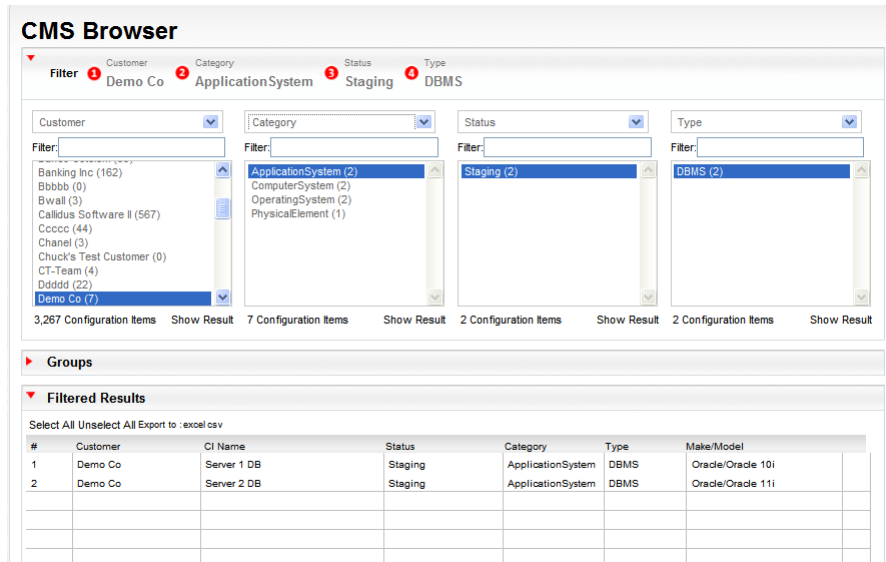 CMS Browser
Filter 1 Customer Demo Co 2 Category ApplicationSystem 3 Status Staging 4 Type DBMS
Customer Category Status Type
Filter: Filter: Filter: Filter:
Banking Inc (162)
Bbbbb (0)
Bwall (3)
Callidus Software II (567)
Ccccc (44)
Chanel (3)
Chuck's Test Customer (0)
CT-Team (4)
Ddddd (22)
Demo Co (7)
ApplicationSystem (2)
ComputerSystem (2)
OperatingSystem (2)
PhysicalElement (1)
Staging (2)
DBMS (2)
3,267 Configuration Items Show Result 7 Configuration Items Show Result 2 Configuration Items Show Result 2 Configuration Items Show Result
Groups
Filtered Results
Select All Unselect All Export to : excel csv
# Customer CI Name Status Category Type Make/Model
1 Demo Co Server 1 DB Staging ApplicationSystem DBMS Oracle/Oracle 10i
2 Demo Co Server 2 DB Staging ApplicationSystem DBMS Oracle/Oracle 11i